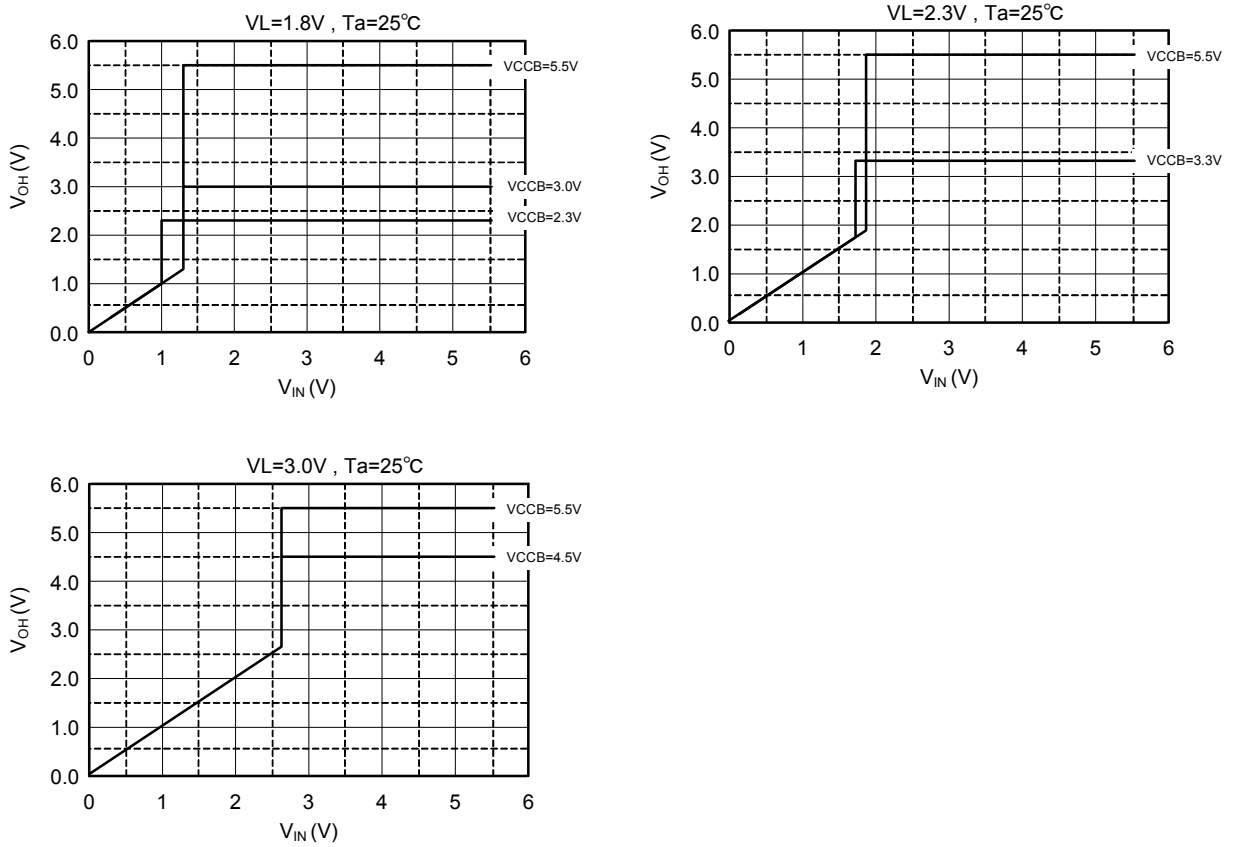 VL=1.8V , Ta=25℃
6.0
5.0
4.0
3.0
2.0
1.0
0.0
VOH (V)
VCCB=5.5V
VCCB=3.0V
VCCB=2.3V
0 1 2 3 4 5 6
VIN (V)
VL=2.3V , Ta=25℃
6.0
5.0
4.0
3.0
2.0
1.0
0.0
VOH (V)
VCCB=5.5V
VCCB=3.3V
0 1 2 3 4 5 6
VIN (V)
VL=3.0V , Ta=25℃
6.0
5.0
4.0
3.0
2.0
1.0
0.0
VOH (V)
VCCB=5.5V
VCCB=4.5V
0 1 2 3 4 5 6
VIN (V)